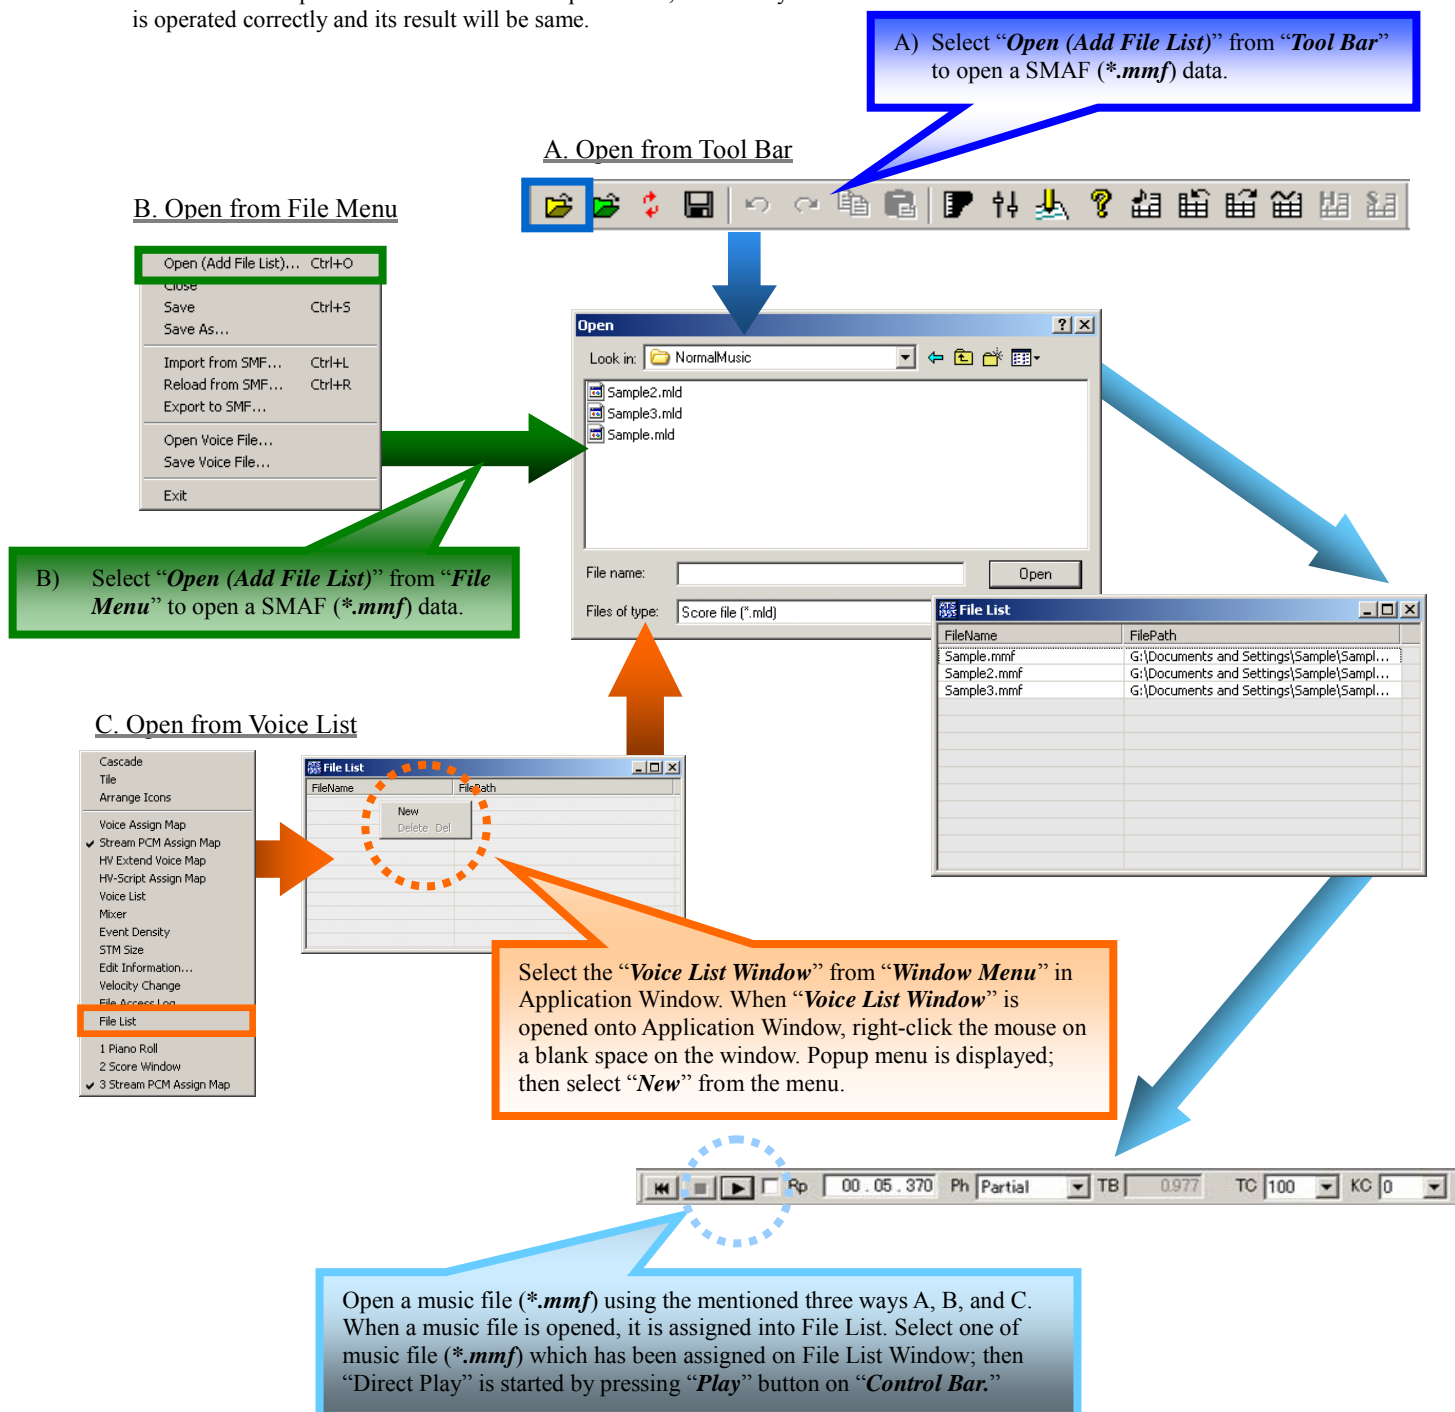 is operated correctly and its result will be same.
A) Select “Open (Add File List)” from “Tool Bar”
to open a SMAF (*.mmf) data.
A. Open from Tool Bar
B. Open from File Menu
Open (Add File List)... Ctrl+O
Close
Save Ctrl+S
Save As...
Import from SMF... Ctrl+L
Reload from SMF... Ctrl+R
Export to SMF...
Open Voice File...
Save Voice File...
Exit
Open
Look in: NormalMusic
Sample2.mld
Sample3.mld
Sample.mld
File name: Open
Files of type: Score file (*.mld)
B) Select “Open (Add File List)” from “File
Menu” to open a SMAF (*.mmf) data.
File List
FileName FilePath
Sample.mmf G:\Documents and Settings\Sample\Sampl...
Sample2.mmf G:\Documents and Settings\Sample\Sampl...
Sample3.mmf G:\Documents and Settings\Sample\Sampl...
C. Open from Voice List
Cascade
Tile
Arrange Icons
Voice Assign Map
Stream PCM Assign Map
HV Extend Voice Map
HV-Script Assign Map
Voice List
Mixer
Event Density
STM Size
Edit Information...
Velocity Change
File Access Log
File List
1 Piano Roll
2 Score Window
3 Stream PCM Assign Map
File List
FileName FilePath
New
Delete Del
Select the “Voice List Window” from “Window Menu” in
Application Window. When “Voice List Window” is
opened onto Application Window, right-click the mouse on
a blank space on the window. Popup menu is displayed;
then select “New” from the menu.
Rp 00 . 05 . 370 Ph Partial TB 0.977 TC 100 KC 0
Open a music file (*.mmf) using the mentioned three ways A, B, and C.
When a music file is opened, it is assigned into File List. Select one of
music file (*.mmf) which has been assigned on File List Window; then
“Direct Play” is started by pressing “Play” button on “Control Bar.”